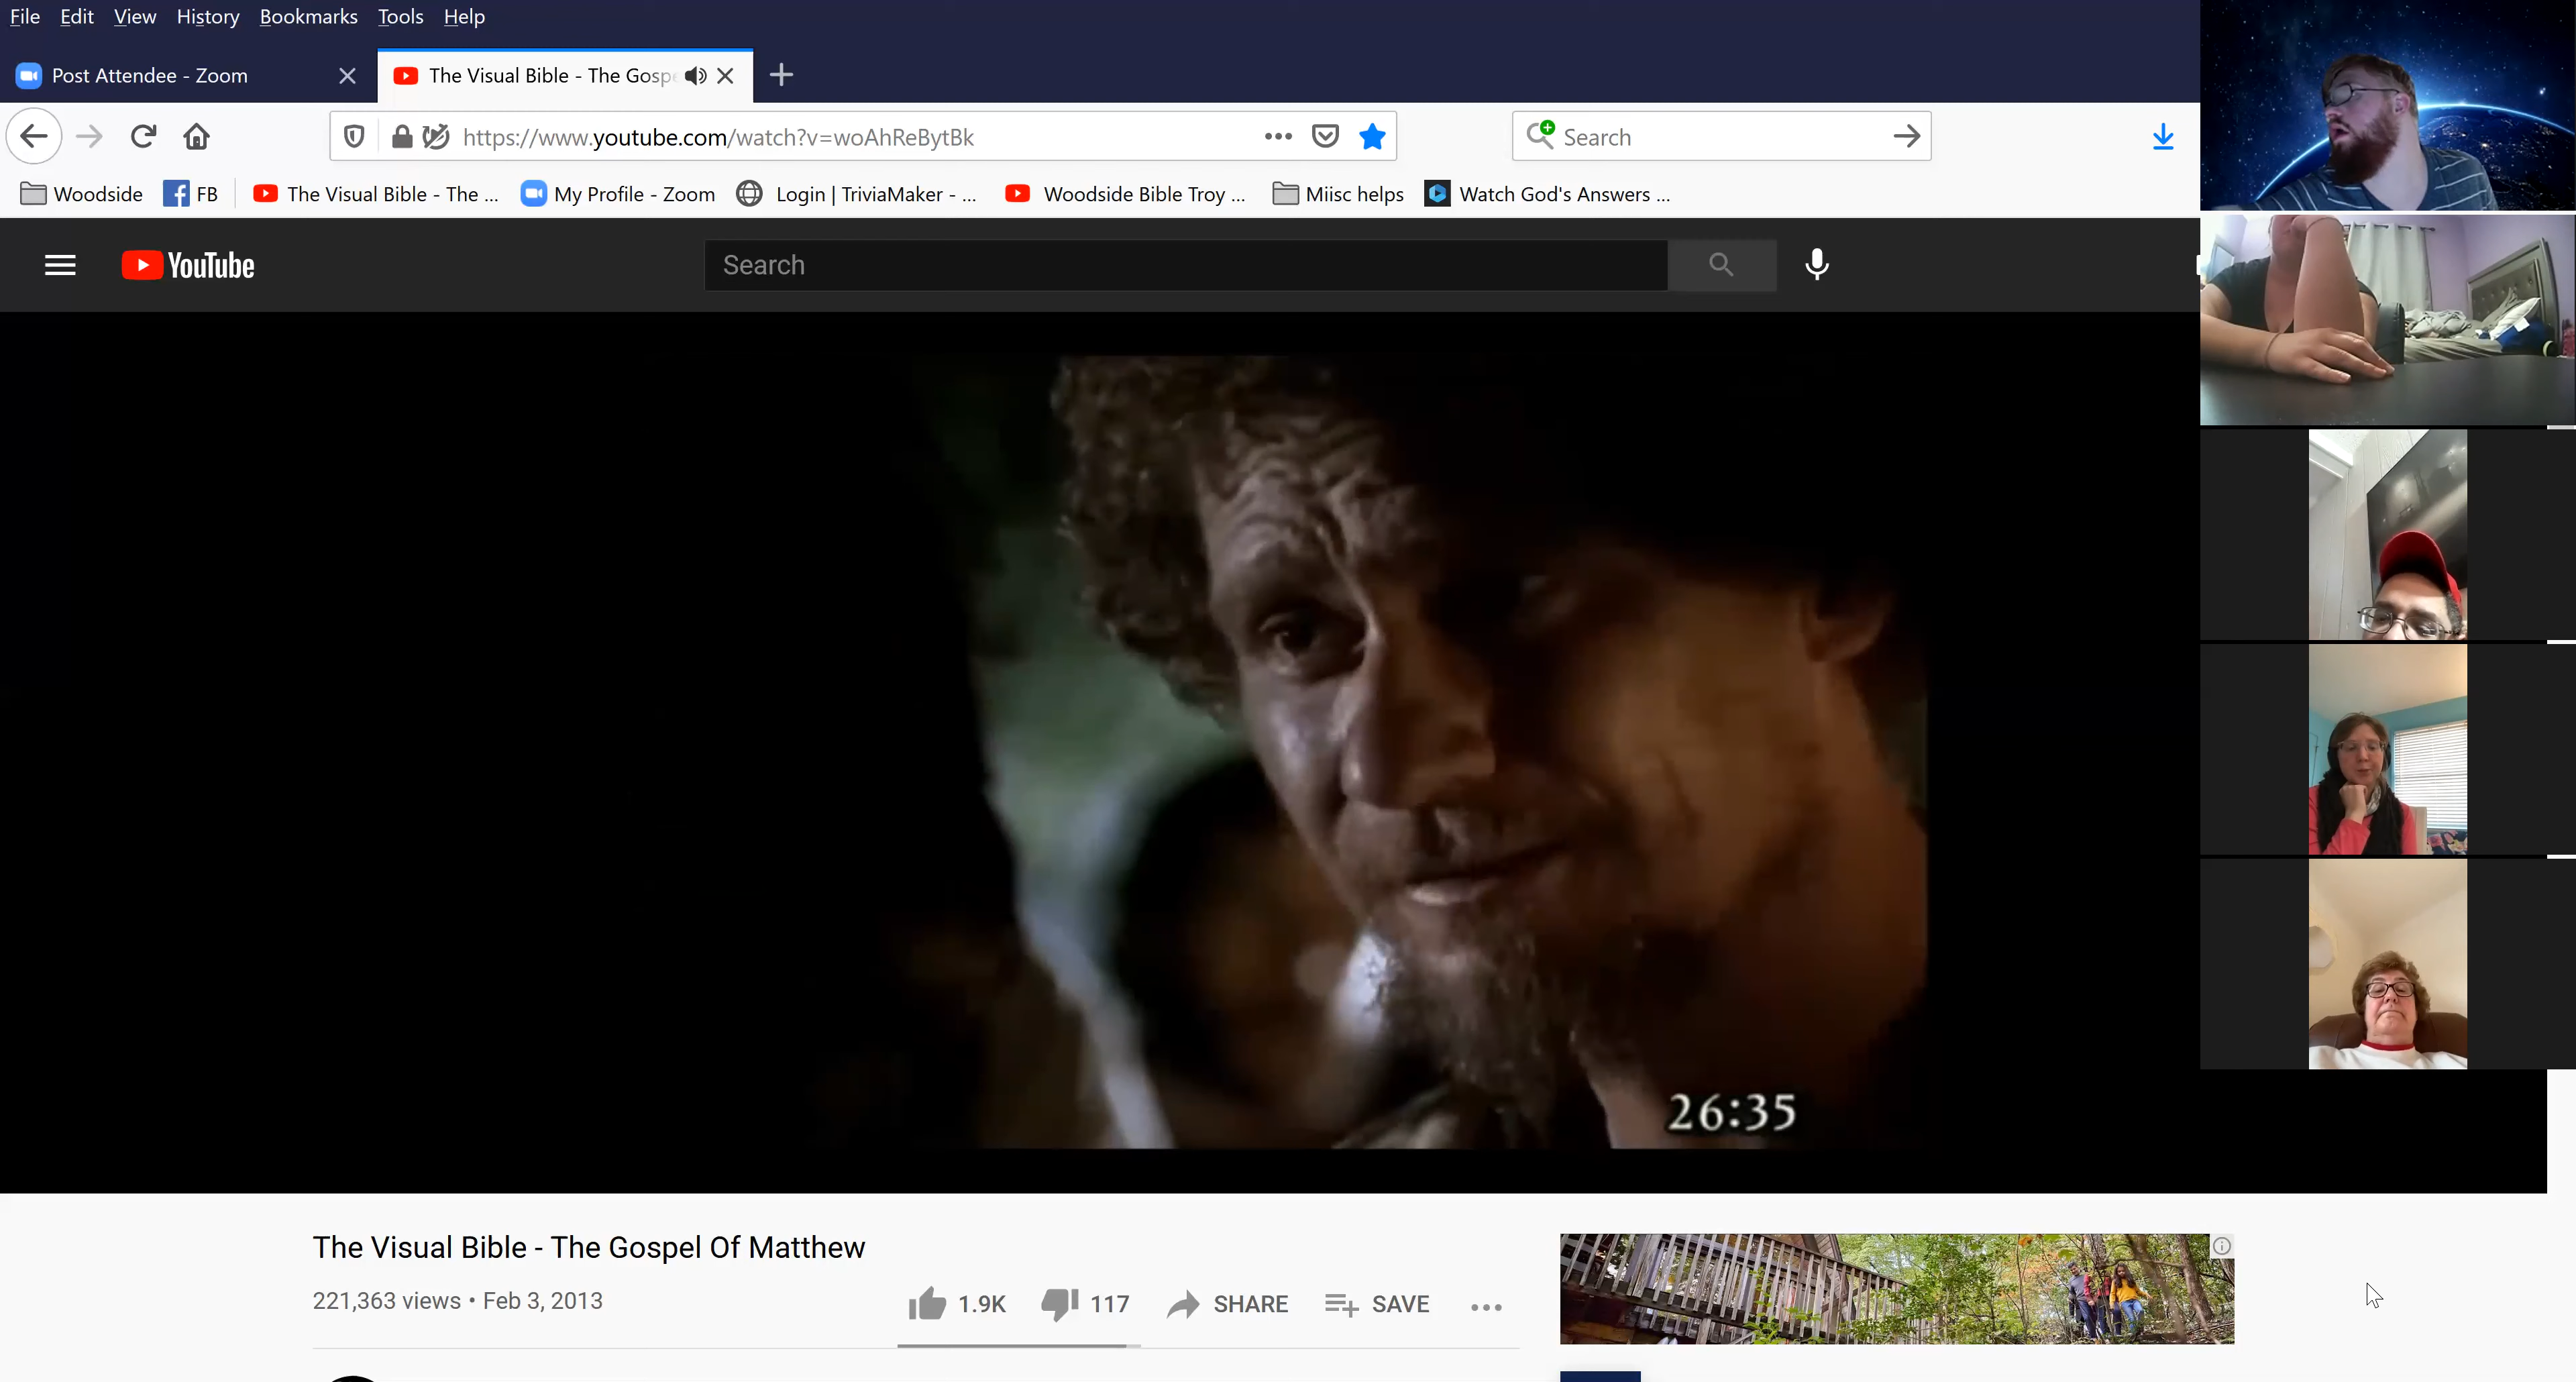 File Edit View History Bookmarks Tools Help
Post Attendee - Zoom
The Visual Bible - The Gosp
https://www.youtube.com/watch?v=woAhReBytBk
Search
Woodside FB The Visual Bible - The ... My Profile - Zoom Login | TriviaMaker - ... Woodside Bible Troy ... Miisc helps Watch God's Answers ...
YouTube
Search
26:35
The Visual Bible - The Gospel Of Matthew
221,363 views • Feb 3, 2013
1.9K 117 SHARE SAVE